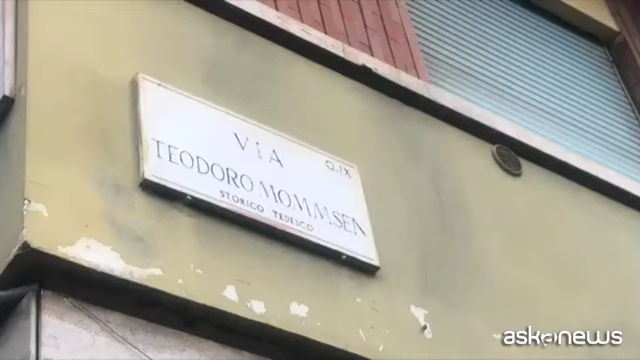 VIA
Q.IX
TEODORO MOMMSEN
STORICO TEDESCO
askanews